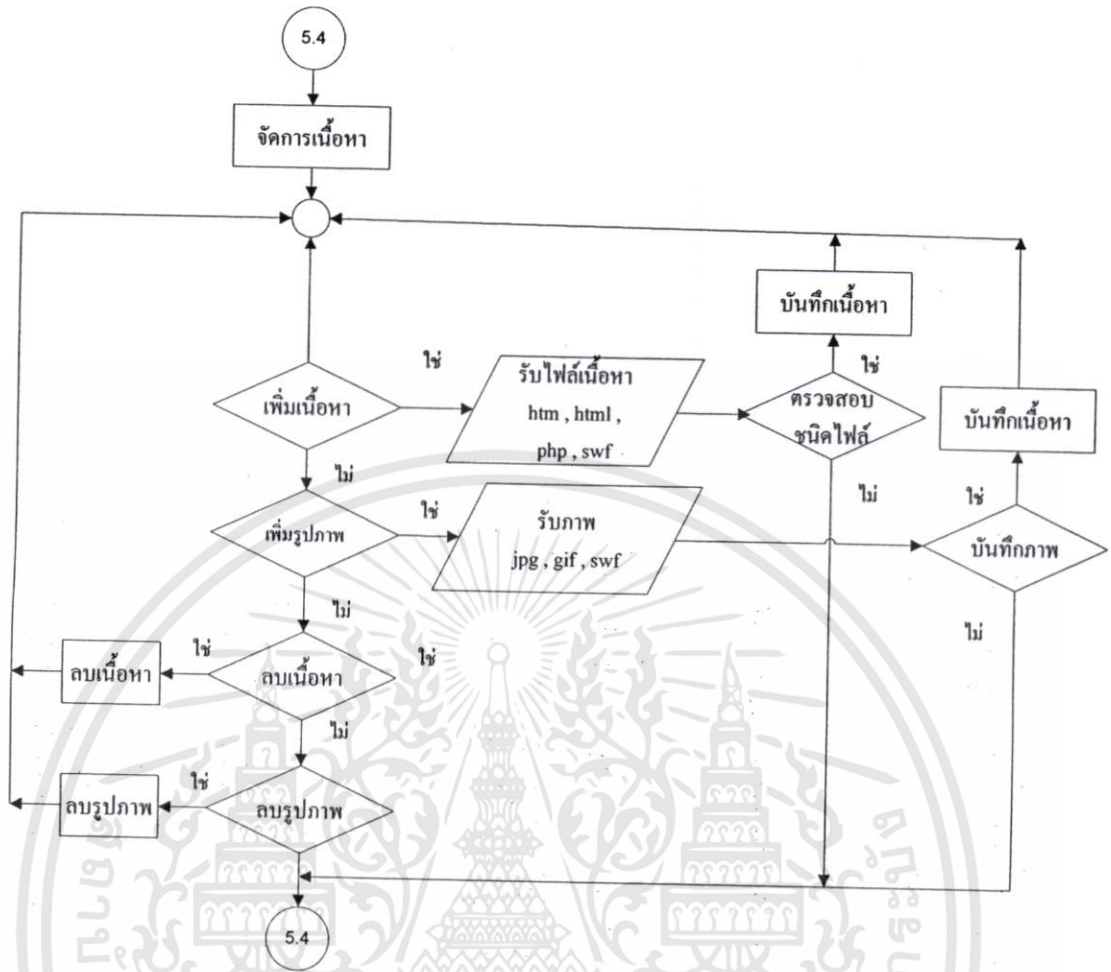 5.4
จัดการเนื้อหา
บันทึกเนื้อหา
ใช่
ใช่
เพิ่มเนื้อหา
รับไฟล์เนื้อหา
htm , html ,
php , swf
ตรวจสอบ
ชนิดไฟล์
บันทึกเนื้อหา
ไม่
ไม่
ใช่
เพิ่มรูปภาพ
ใช่
รับภาพ
jpg , gif , swf
บันทึกภาพ
ไม่
ไม่
ลบเนื้อหา
ใช่
ลบเนื้อหา
ใช่
ไม่
ลบรูปภาพ
ใช่
ลบรูปภาพ
5.4